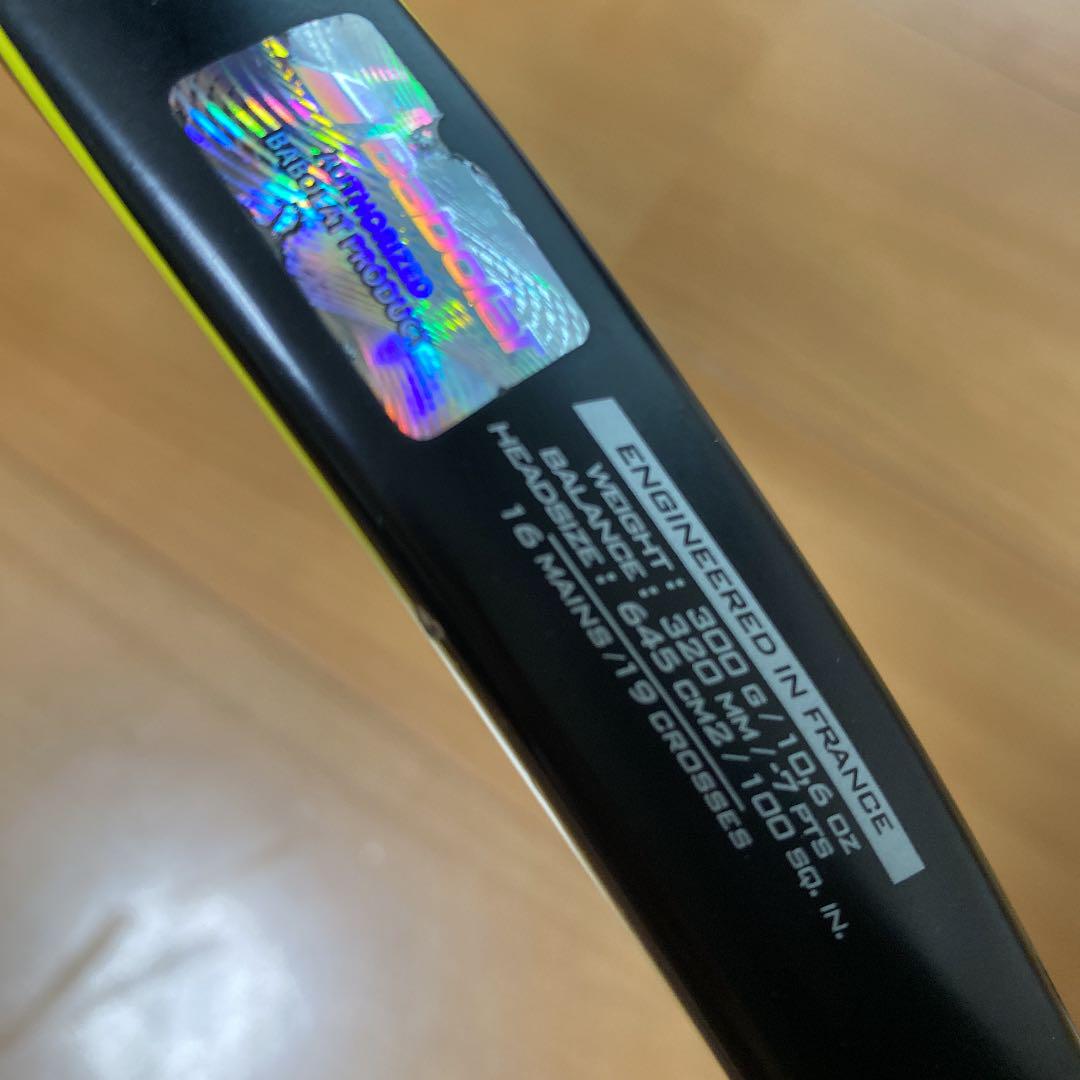 babolat
AUTHORIZED
BABOLAT PRODUCT
ENGINEERED IN FRANCE
WEIGHT : 300 G / 10,6 OZ
BALANCE : 320 MM / -7 PTS
HEADSIZE : 645 CM2 / 100 SQ. IN.
16 MAINS / 19 CROSSES